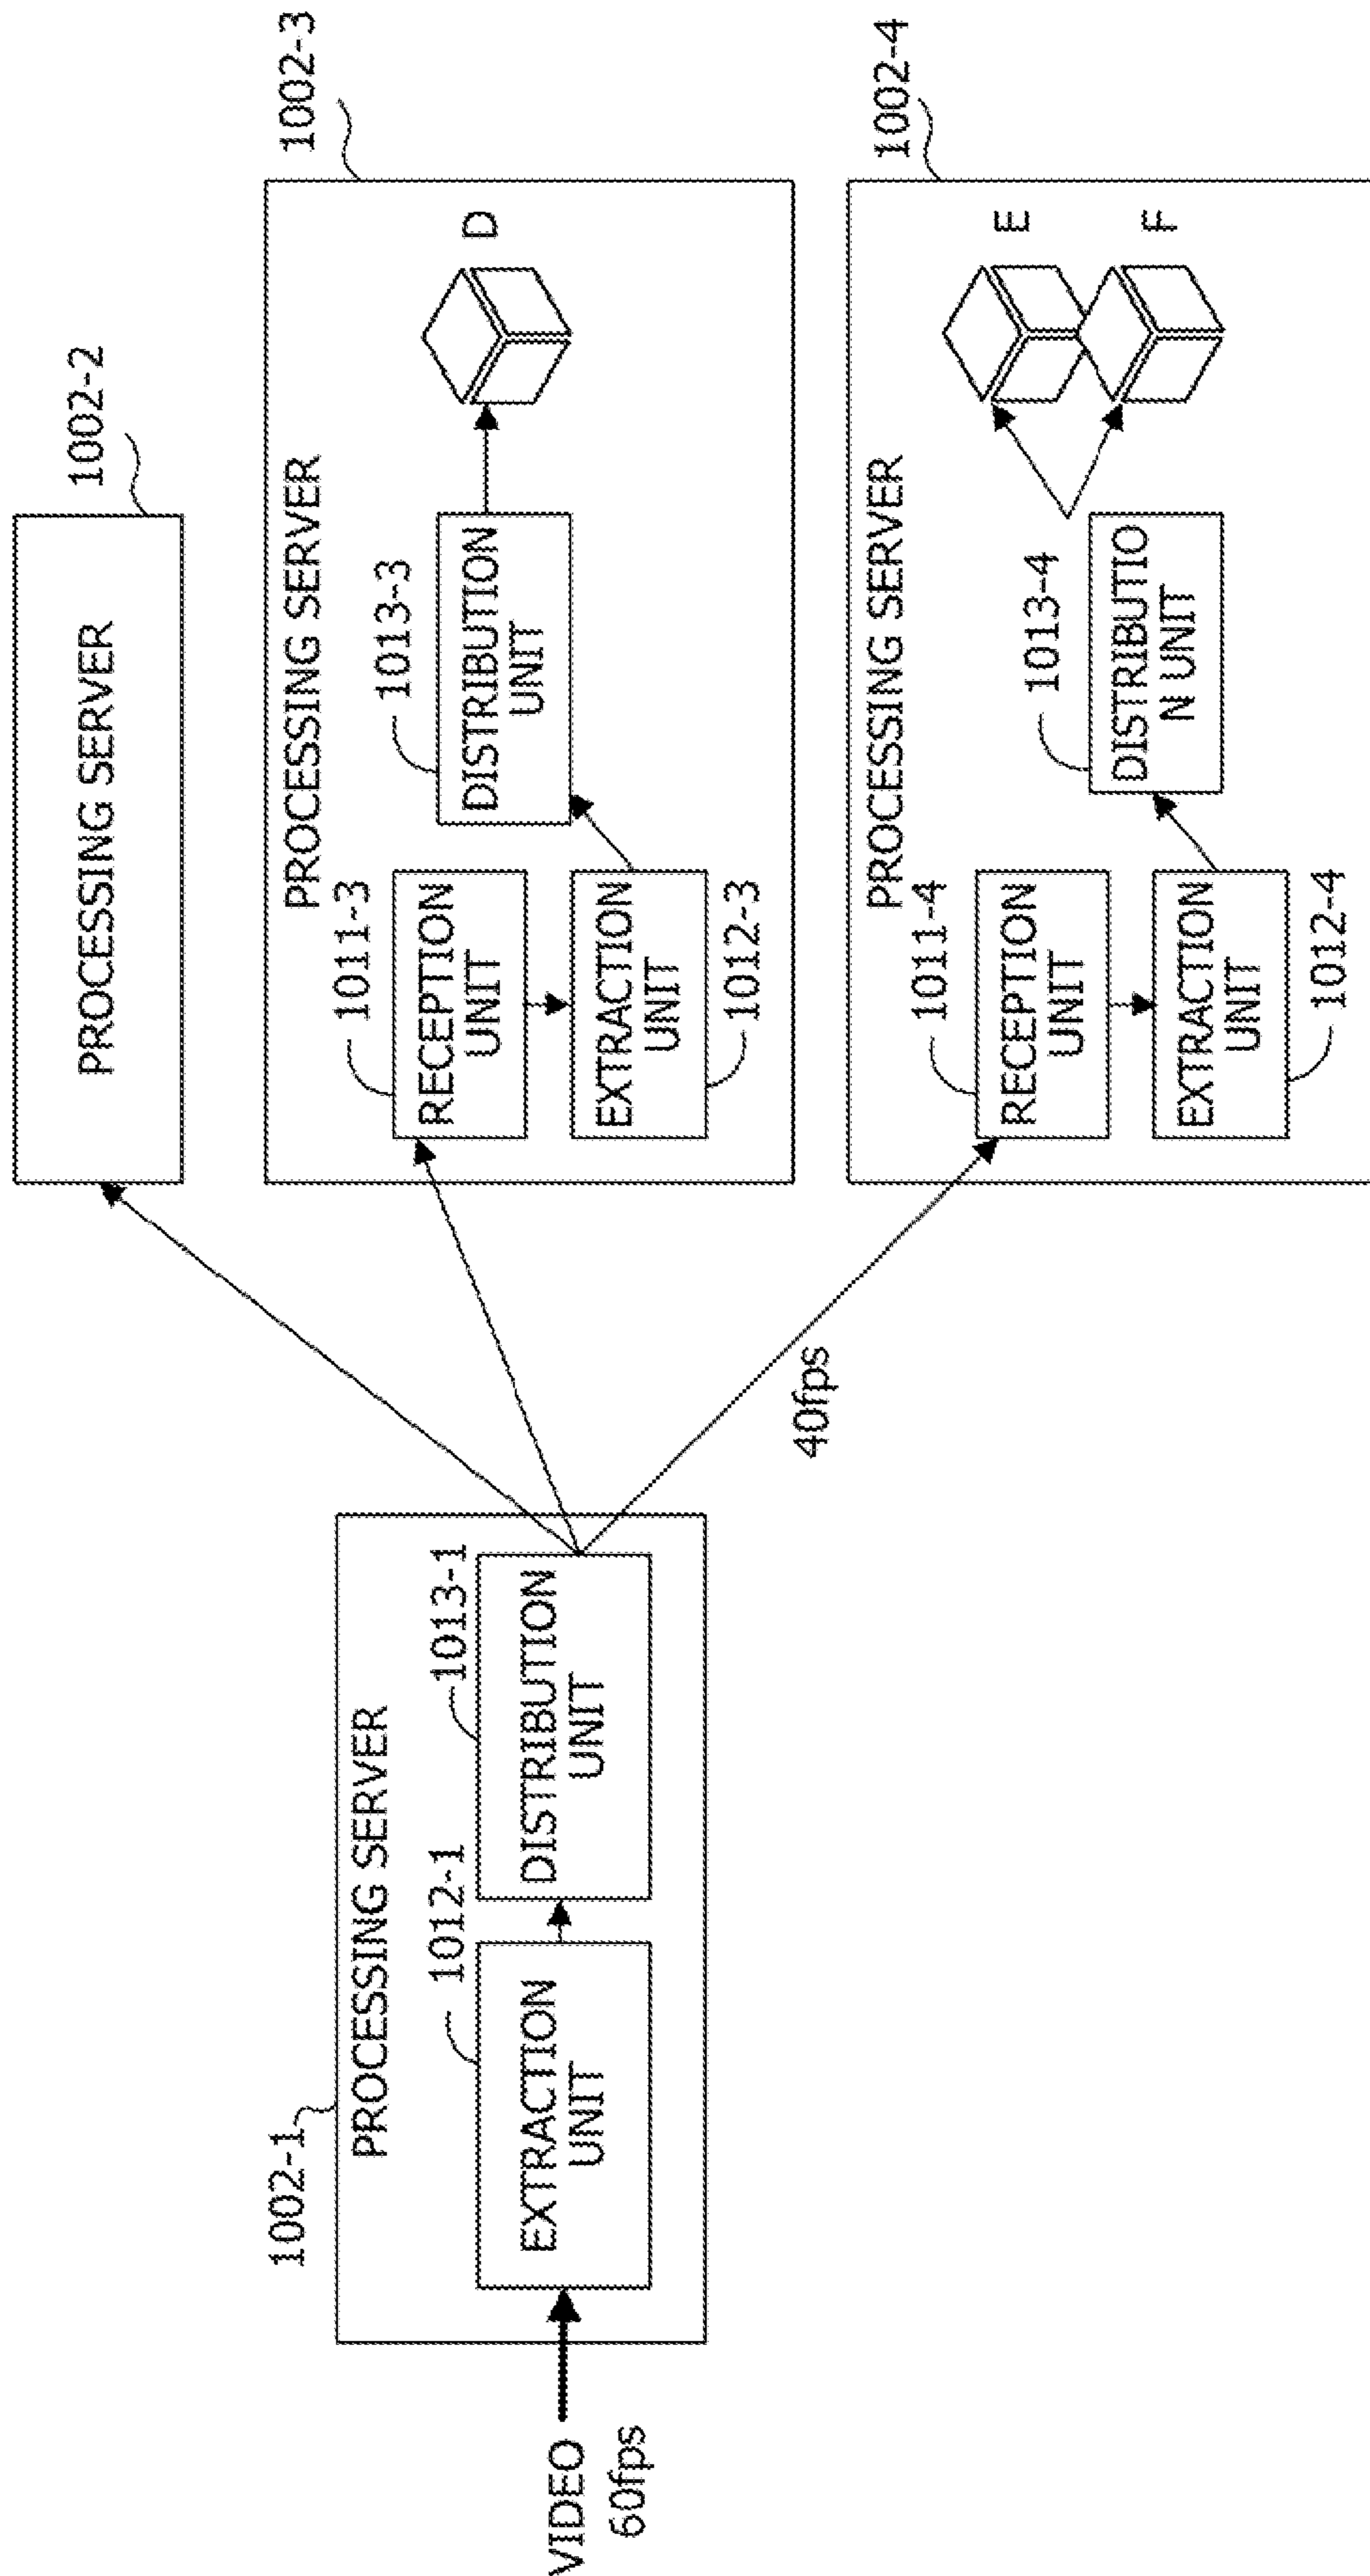 1002-2
PROCESSING SERVER
1002-3
PROCESSING SERVER
1011-3
RECEPTION
UNIT
EXTRACTION
UNIT
1012-3
1013-3
DISTRIBUTION
UNIT
D
1002-4
PROCESSING SERVER
1011-4
RECEPTION
UNIT
EXTRACTION
UNIT
1012-4
1013-4
DISTRIBUTIO
N UNIT
E
F
40fps
1002-1
PROCESSING SERVER
1012-1
EXTRACTION
UNIT
1013-1
DISTRIBUTION
UNIT
VIDEO
60fps